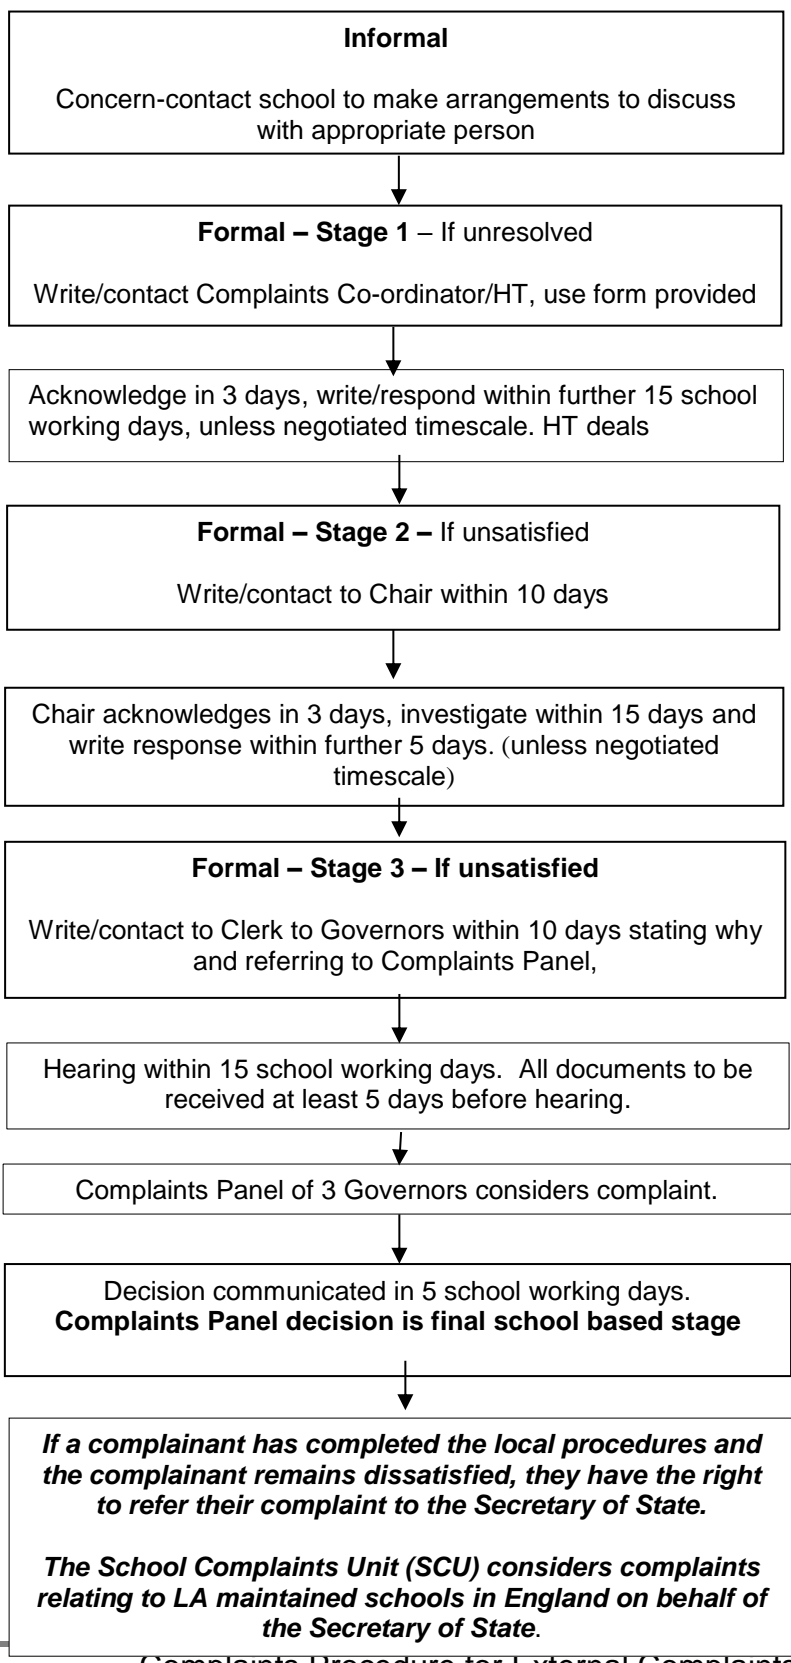 Informal
Concern-contact school to make arrangements to discuss
with appropriate person
Formal – Stage 1 – If unresolved
Write/contact Complaints Co-ordinator/HT, use form provided
Acknowledge in 3 days, write/respond within further 15 school
working days, unless negotiated timescale. HT deals
Formal – Stage 2 – If unsatisfied
Write/contact to Chair within 10 days
Chair acknowledges in 3 days, investigate within 15 days and
write response within further 5 days. (unless negotiated
timescale)
Formal – Stage 3 – If unsatisfied
Write/contact to Clerk to Governors within 10 days stating why
and referring to Complaints Panel,
Hearing within 15 school working days.  All documents to be
received at least 5 days before hearing.
Complaints Panel of 3 Governors considers complaint.
Decision communicated in 5 school working days.
Complaints Panel decision is final school based stage
If a complainant has completed the local procedures and
the complainant remains dissatisfied, they have the right
to refer their complaint to the Secretary of State.
The School Complaints Unit (SCU) considers complaints
relating to LA maintained schools in England on behalf of
the Secretary of State.
Complaints Procedure for External Complaints